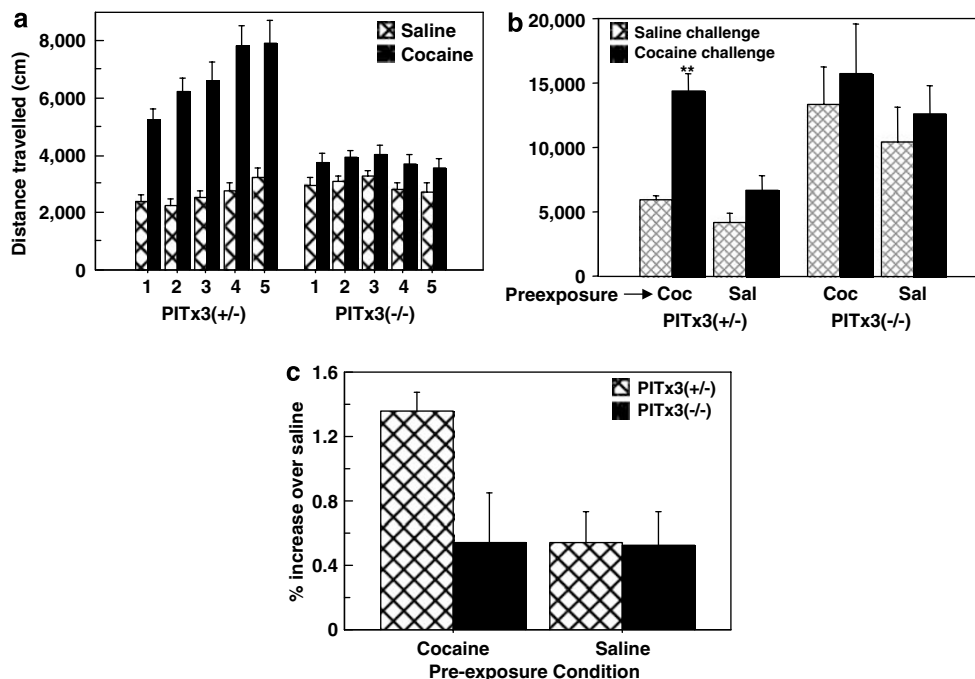 a
Distance travelled (cm)
8,000
6,000
4,000
2,000
0
Saline
Cocaine
1 2 3 4 5 1 2 3 4 5
PITx3(+/-) PITx3(-/-)
b
20,000
15,000
10,000
5,000
0
Saline challenge
Cocaine challenge
**
Preexposure → Coc Sal Coc Sal
PITx3(+/-) PITx3(-/-)
c
% increase over saline
1.6
1.2
0.8
0.4
0
PITx3(+/-)
PITx3(-/-)
Cocaine Saline
Pre-exposure Condition